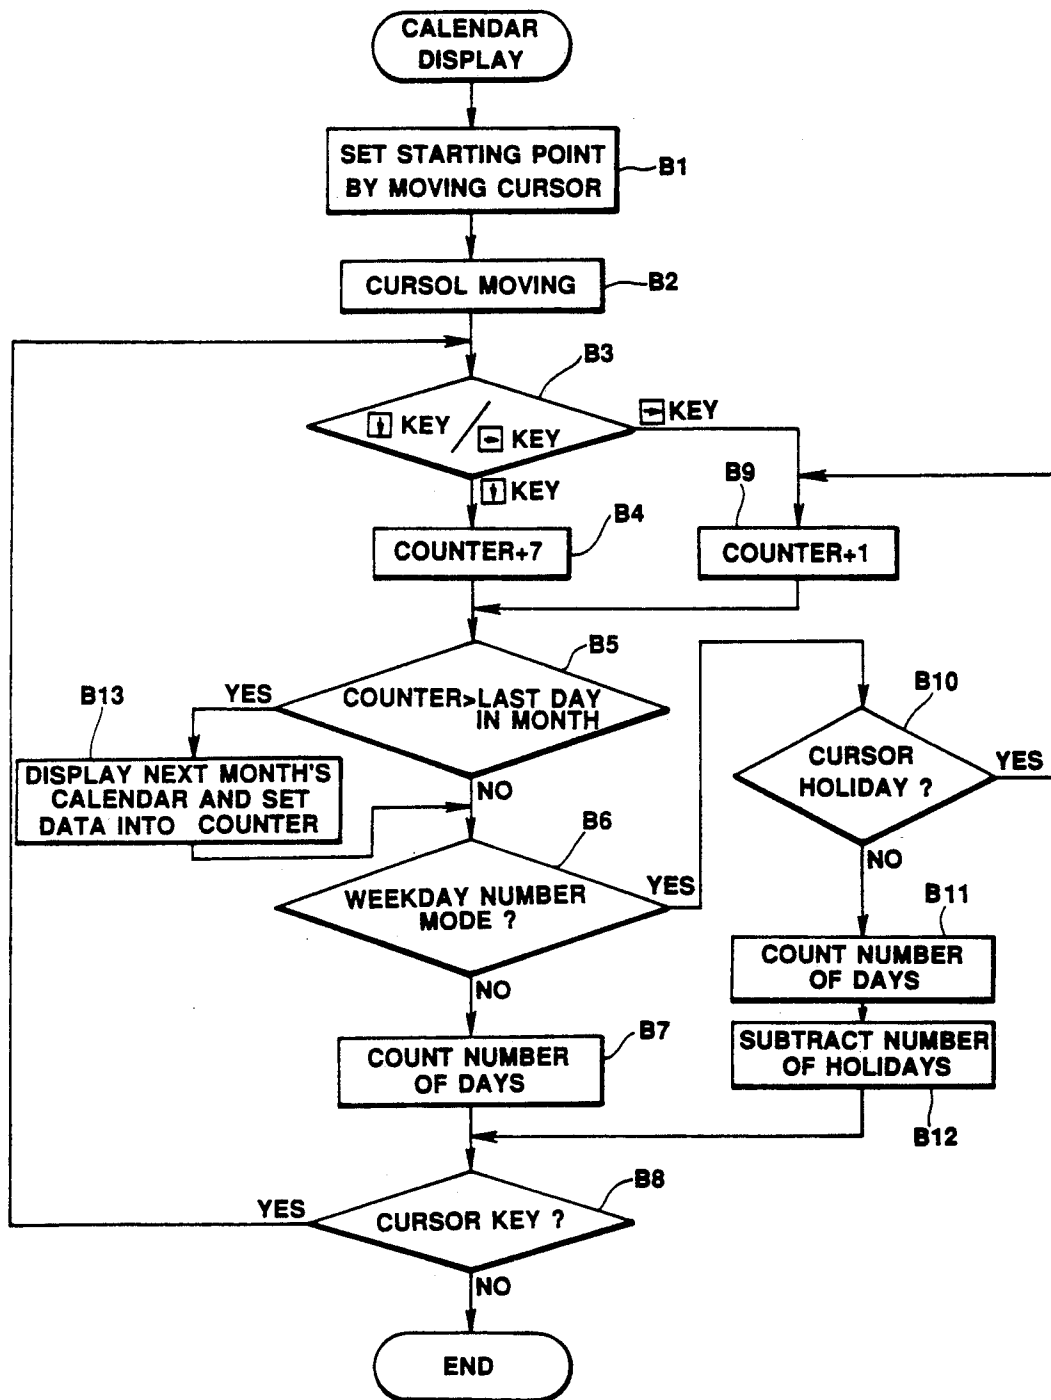 CALENDAR
DISPLAY
SET STARTING POINT
BY MOVING CURSOR
B1
CURSOL MOVING
B2
B3
↓ KEY / → KEY
→ KEY
↓ KEY
B4
COUNTER+7
B9
COUNTER+1
B5
COUNTER>LAST DAY
IN MONTH
YES
NO
B13
DISPLAY NEXT MONTH'S
CALENDAR AND SET
DATA INTO COUNTER
B6
WEEKDAY NUMBER
MODE ?
YES
NO
B10
CURSOR
HOLIDAY ?
YES
NO
B11
COUNT NUMBER
OF DAYS
SUBTRACT NUMBER
OF HOLIDAYS
B12
B7
COUNT NUMBER
OF DAYS
B8
CURSOR KEY ?
YES
NO
END